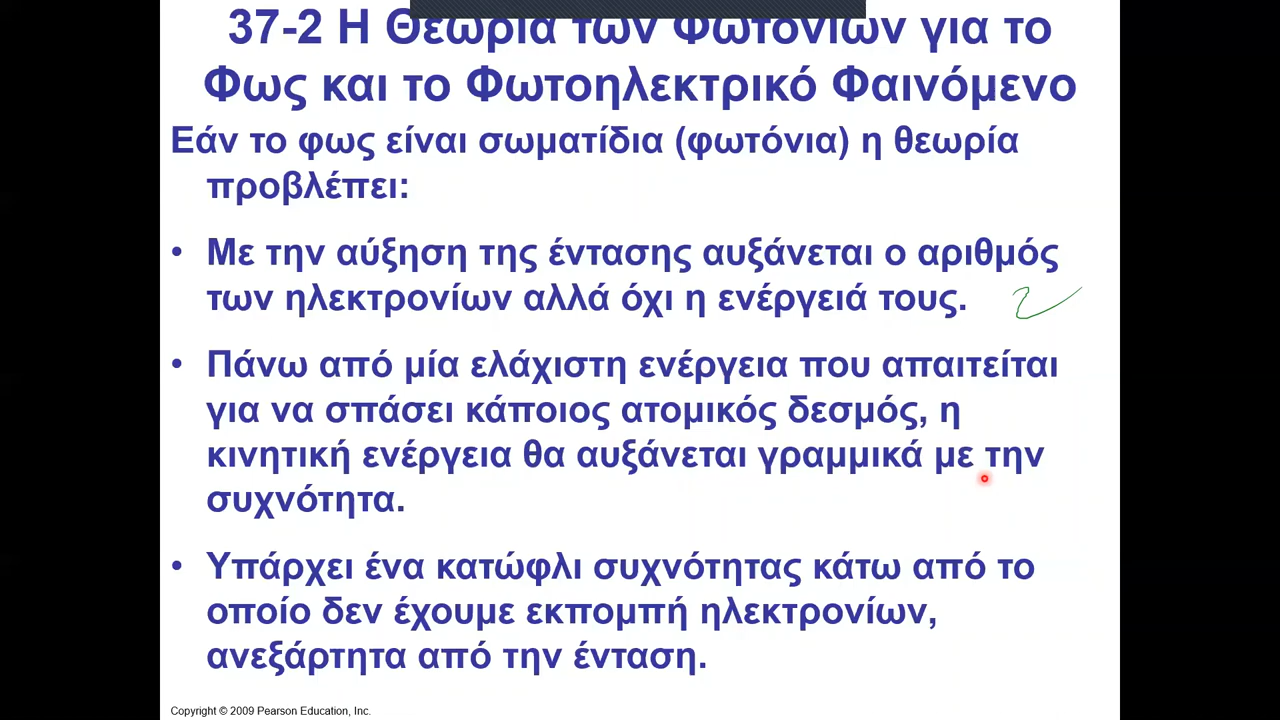 37-2 Η Θεωρία των Φωτονίων για το
Φως και το Φωτοηλεκτρικό Φαινόμενο
Εάν το φως είναι σωματίδια (φωτόνια) η θεωρία
προβλέπει:
• Με την αύξηση της έντασης αυξάνεται ο αριθμός
των ηλεκτρονίων αλλά όχι η ενέργειά τους.
• Πάνω από μία ελάχιστη ενέργεια που απαιτείται
για να σπάσει κάποιος ατομικός δεσμός, η
κινητική ενέργεια θα αυξάνεται γραμμικά με την
συχνότητα.
• Υπάρχει ένα κατώφλι συχνότητας κάτω από το
οποίο δεν έχουμε εκπομπή ηλεκτρονίων,
ανεξάρτητα από την ένταση.
Copyright © 2009 Pearson Education, Inc.